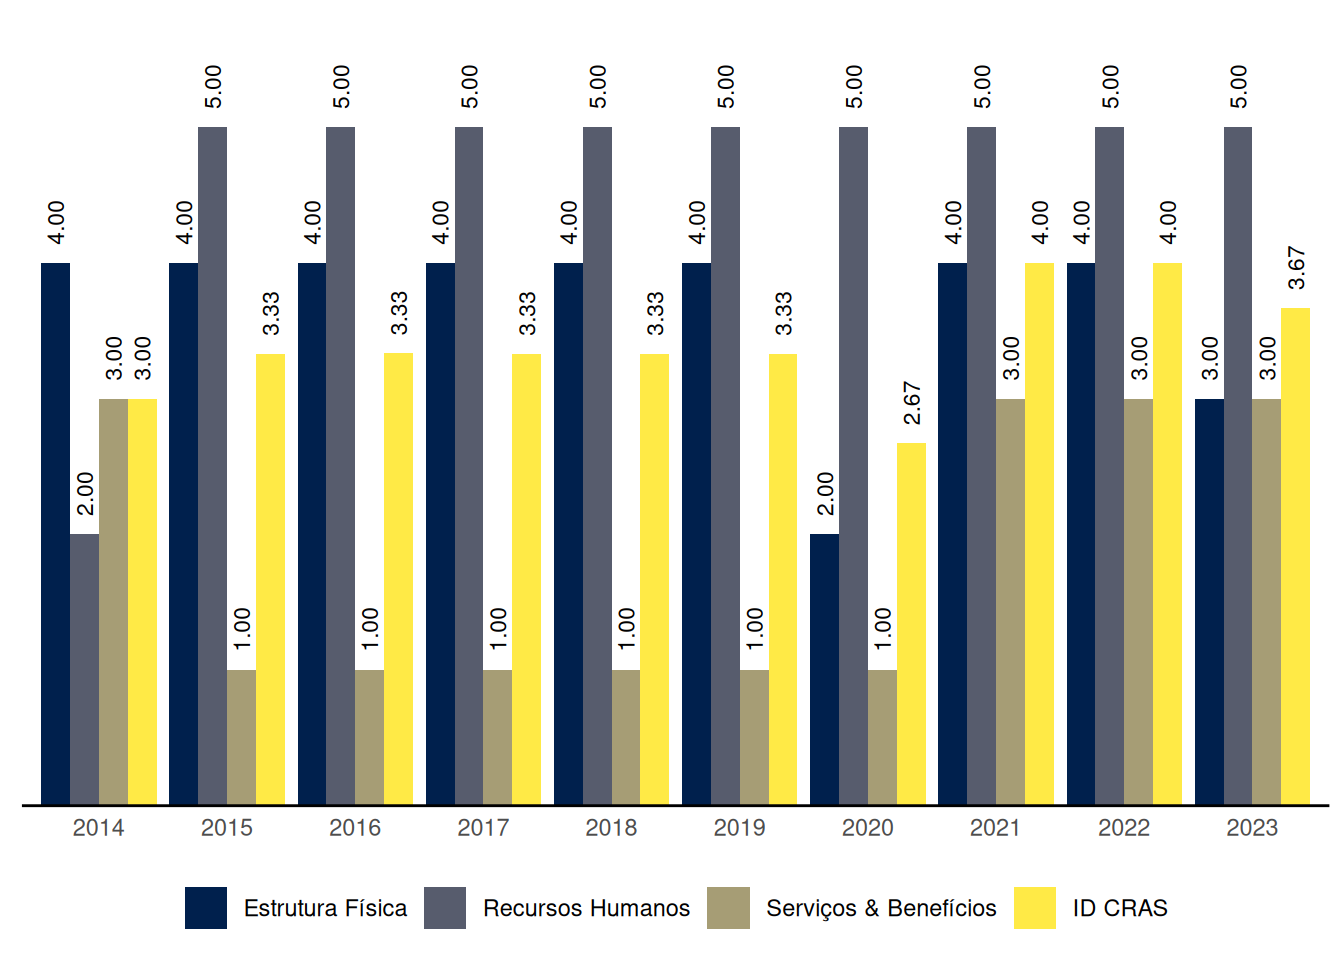 5.00 5.00 5.00 5.00 5.00 5.00 5.00 5.00 5.00
4.00 4.00 4.00 4.00 4.00 4.00 4.00 4.00 4.00 4.00
3.67
3.33 3.33 3.33 3.33 3.33
3.00 3.00 3.00 3.00 3.00 3.00
2.67
2.00 2.00
1.00 1.00 1.00 1.00 1.00 1.00
2014 2015 2016 2017 2018 2019 2020 2021 2022 2023
Estrutura Física Recursos Humanos Serviços & Benefícios ID CRAS